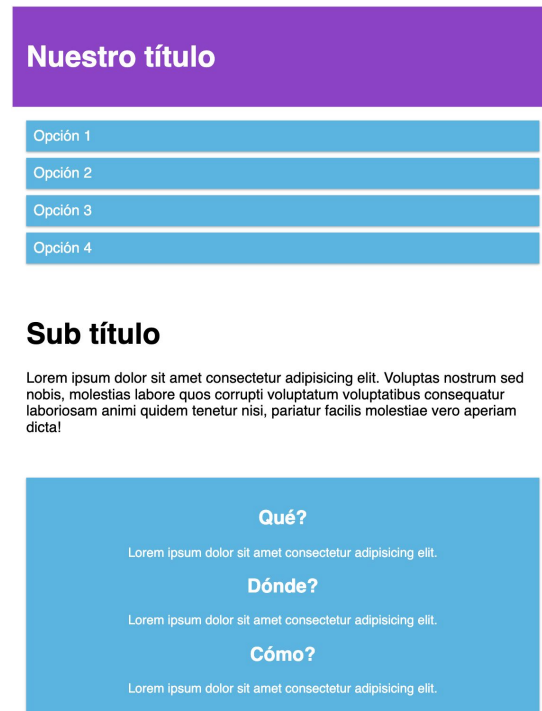 Nuestro título
Opción 1
Opción 2
Opción 3
Opción 4
Sub título
Lorem ipsum dolor sit amet consectetur adipisicing elit. Voluptas nostrum sed
nobis, molestias labore quos corrupti voluptatum voluptatibus consequatur
laboriosam animi quidem tenetur nisi, pariatur facilis molestiae vero aperiam
dicta!
Qué?
Lorem ipsum dolor sit amet consectetur adipisicing elit.
Dónde?
Lorem ipsum dolor sit amet consectetur adipisicing elit.
Cómo?
Lorem ipsum dolor sit amet consectetur adipisicing elit.